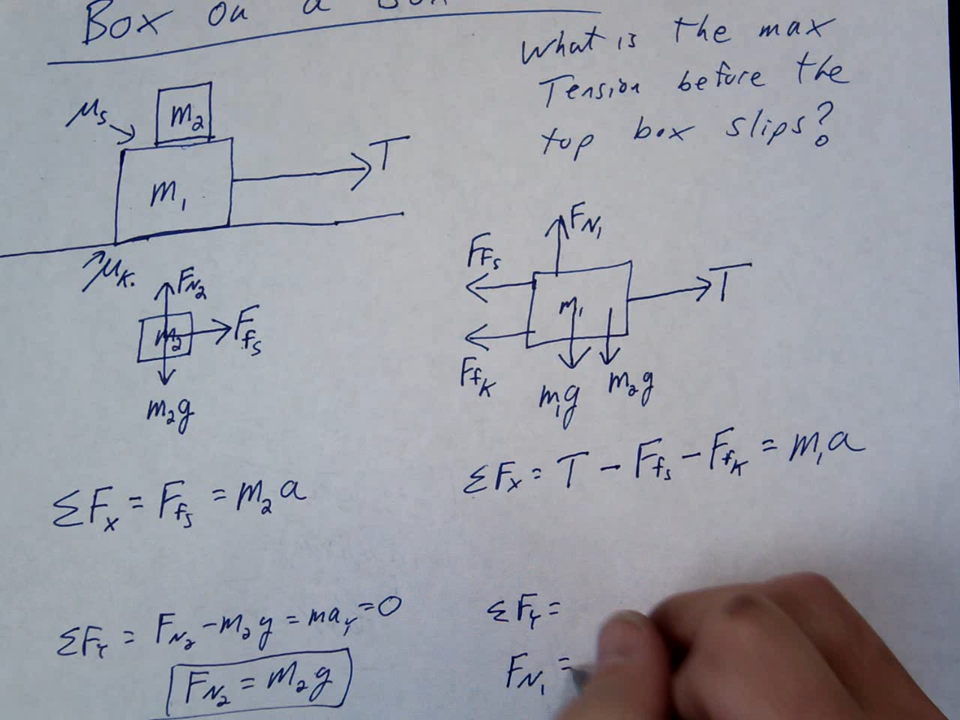 Box on a Box
What is the max
Tension before the
top box slips?
μs
m2
m1
T
μk.
FN2
m2
Ffs
m2g
FN1
Ffs
m1
T
Ffk
m1g
m2g
ΣFx = Ffs = m2a
ΣFx = T - Ffs - Ffk = m1a
ΣFy = FN2 - m2g = may = 0
FN2 = m2g
ΣFy =
FN1 =